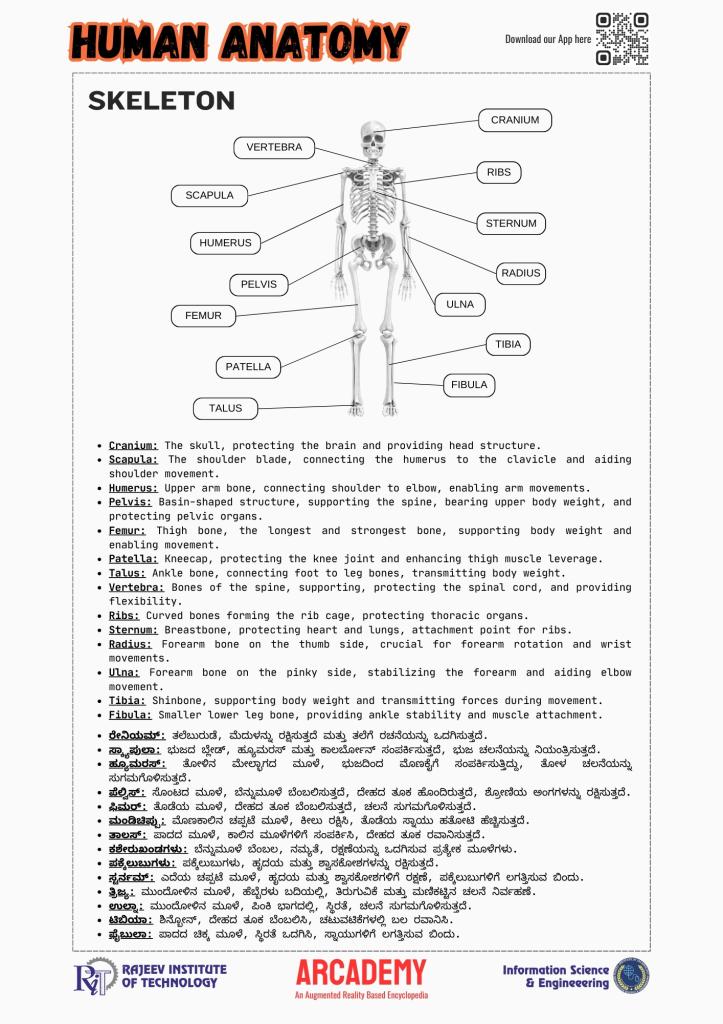 HUMAN ANATOMY
Download our App here
SKELETON
CRANIUM
VERTEBRA
RIBS
SCAPULA
STERNUM
HUMERUS
RADIUS
PELVIS
ULNA
FEMUR
TIBIA
PATELLA
FIBULA
TALUS
• Cranium: The skull, protecting the brain and providing head structure.
• Scapula: The shoulder blade, connecting the humerus to the clavicle and aiding
shoulder movement.
• Humerus: Upper arm bone, connecting shoulder to elbow, enabling arm movements.
• Pelvis: Basin-shaped structure, supporting the spine, bearing upper body weight, and
protecting pelvic organs.
• Femur: Thigh bone, the longest and strongest bone, supporting body weight and
enabling movement.
• Patella: Kneecap, protecting the knee joint and enhancing thigh muscle leverage.
• Talus: Ankle bone, connecting foot to leg bones, transmitting body weight.
• Vertebra: Bones of the spine, supporting, protecting the spinal cord, and providing
flexibility.
• Ribs: Curved bones forming the rib cage, protecting thoracic organs.
• Sternum: Breastbone, protecting heart and lungs, attachment point for ribs.
• Radius: Forearm bone on the thumb side, crucial for forearm rotation and wrist
movements.
• Ulna: Forearm bone on the pinky side, stabilizing the forearm and aiding elbow
movement.
• Tibia: Shinbone, supporting body weight and transmitting forces during movement.
• Fibula: Smaller lower leg bone, providing ankle stability and muscle attachment.
• ರೇನಿಯಮ್: ತಲೆಬುರುಡೆ, ಮೆದುಳನ್ನು ರಕ್ಷಿಸುತ್ತದೆ ಮತ್ತು ತಲೆಗೆ ರಚನೆಯನ್ನು ಒದಗಿಸುತ್ತದೆ.
• ಸ್ಕ್ಯಾಪುಲಾ: ಭುಜದ ಬ್ಲೇಡ್, ಹ್ಯೂಮರಸ್ ಮತ್ತು ಕಾಲರ್ಬೋನ್ ಸಂಪರ್ಕಿಸುತ್ತದೆ, ಭುಜ ಚಲನೆಯನ್ನು ನಿಯಂತ್ರಿಸುತ್ತದೆ.
• ಹ್ಯೂಮರಸ್: ತೋಳಿನ ಮೇಲ್ಭಾಗದ ಮೂಳೆ, ಭುಜದಿಂದ ಮೊಣಕೈಗೆ ಸಂಪರ್ಕಿಸುತ್ತಿದ್ದು, ತೋಳ ಚಲನೆಯನ್ನು
ಸುಗಮಗೊಳಿಸುತ್ತದೆ.
• ಪೆಲ್ವಿಸ್: ಸೊಂಟದ ಮೂಳೆ, ಬೆನ್ನುಮೂಳೆ ಬೆಂಬಲಿಸುತ್ತದೆ, ದೇಹದ ತೂಕ ಹೊಂದಿರುತ್ತದೆ, ಶ್ರೋಣಿಯ ಅಂಗಗಳನ್ನು ರಕ್ಷಿಸುತ್ತದೆ.
• ಫಿಮರ್: ತೊಡೆಯ ಮೂಳೆ, ದೇಹದ ತೂಕ ಬೆಂಬಲಿಸುತ್ತದೆ, ಚಲನೆ ಸುಗಮಗೊಳಿಸುತ್ತದೆ.
• ಮಂಡಿಚಿಪ್ಪು: ಮೊಣಕಾಲಿನ ಚಪ್ಪಟೆ ಮೂಳೆ, ಕೀಲು ರಕ್ಷಿಸಿ, ತೊಡೆಯ ಸ್ನಾಯು ಹತೋಟಿ ಹೆಚ್ಚಿಸುತ್ತದೆ.
• ತಾಲಸ್: ಪಾದದ ಮೂಳೆ, ಕಾಲಿನ ಮೂಳೆಗಳಿಗೆ ಸಂಪರ್ಕಿಸಿ, ದೇಹದ ತೂಕ ರವಾನಿಸುತ್ತದೆ.
• ಕಶೇರುಖಂಡಗಳು: ಬೆನ್ನುಮೂಳೆ ಬೆಂಬಲ, ನಮ್ಯತೆ, ರಕ್ಷಣೆಯನ್ನು ಒದಗಿಸುವ ಪ್ರತ್ಯೇಕ ಮೂಳೆಗಳು.
• ಪಕ್ಕೆಲುಬುಗಳು: ಪಕ್ಕೆಲುಬುಗಳು, ಹೃದಯ ಮತ್ತು ಶ್ವಾಸಕೋಶಗಳನ್ನು ರಕ್ಷಿಸುತ್ತದೆ.
• ಸ್ಟರ್ನಮ್: ಎದೆಯ ಚಪ್ಪಟೆ ಮೂಳೆ, ಹೃದಯ ಮತ್ತು ಶ್ವಾಸಕೋಶಗಳಿಗೆ ರಕ್ಷಣೆ, ಪಕ್ಕೆಲುಬುಗಳಿಗೆ ಲಗತ್ತಿಸುವ ಬಿಂದು.
• ತ್ರಿಜ್ಯ: ಮುಂದೋಳಿನ ಮೂಳೆ, ಹೆಬ್ಬೆರಳು ಬದಿಯಲ್ಲಿ, ತಿರುಗುವಿಕೆ ಮತ್ತು ಮಣಿಕಟ್ಟಿನ ಚಲನೆ ನಿರ್ವಹಣೆ.
• ಉಲ್ನಾ: ಮುಂದೋಳಿನ ಮೂಳೆ, ಪಿಂಕಿ ಭಾಗದಲ್ಲಿ, ಸ್ಥಿರತೆ, ಚಲನೆ ಸುಗಮಗೊಳಿಸುತ್ತದೆ.
• ಟಿಬಿಯಾ: ಶಿನ್ಬೋನ್, ದೇಹದ ತೂಕ ಬೆಂಬಲಿಸಿ, ಚಟುವಟಿಕೆಗಳಲ್ಲಿ ಬಲ ರವಾನಿಸಿ.
• ಫೈಬುಲಾ: ಪಾದದ ಚಿಕ್ಕ ಮೂಳೆ, ಸ್ಥಿರತೆ ಒದಗಿಸಿ, ಸ್ನಾಯುಗಳಿಗೆ ಲಗತ್ತಿಸುವ ಬಿಂದು.
RiT
RAJEEV INSTITUTE
OF TECHNOLOGY
ARCADEMY
An Augmented Reality Based Encyclopedia
Information Science
& Engineeering